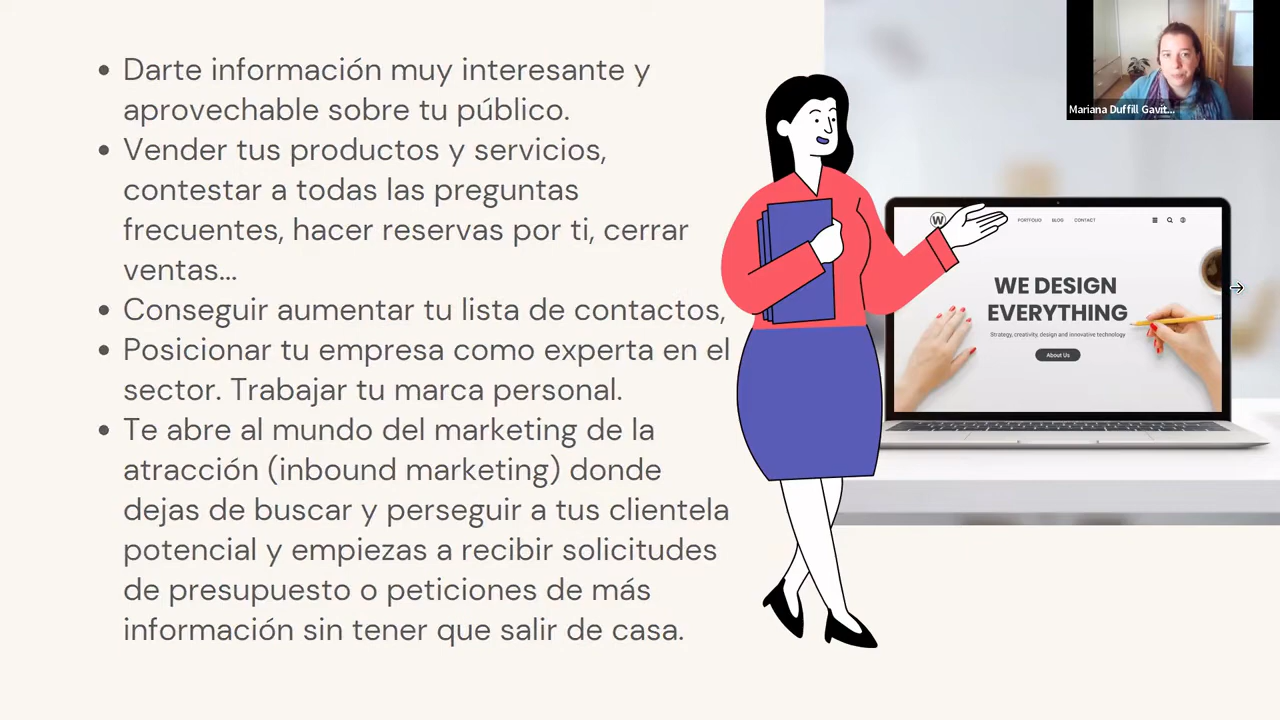 Darte información muy interesante y
aprovechable sobre tu público.
Vender tus productos y servicios,
contestar a todas las preguntas
frecuentes, hacer reservas por ti, cerrar
ventas...
Conseguir aumentar tu lista de contactos,
Posicionar tu empresa como experta en el
sector. Trabajar tu marca personal.
Te abre al mundo del marketing de la
atracción (inbound marketing) donde
dejas de buscar y perseguir a tus clientela
potencial y empiezas a recibir solicitudes
de presupuesto o peticiones de más
información sin tener que salir de casa.
Mariana Duffill Gavit...
W
PORTFOLIO BLOG CONTACT
WE DESIGN
EVERYTHING
Strategy, creativity, design and innovative technology
About Us